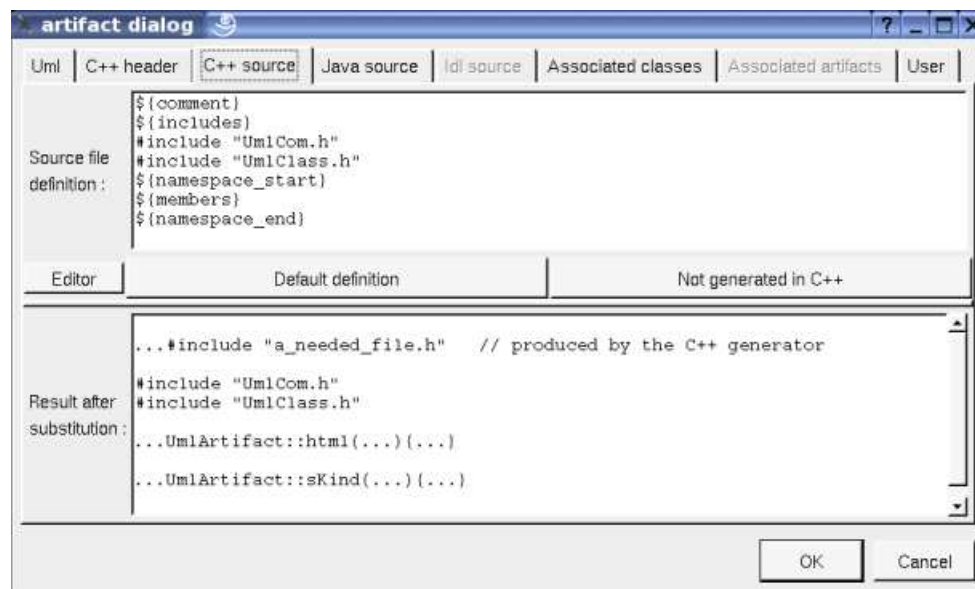 artifact dialog
Uml C++ header C++ source Java source Idl source Associated classes Associated artifacts User
Source file
definition :
${comment}
${includes}
#include "UmlCom.h"
#include "UmlClass.h"
${namespace_start}
${members}
${namespace_end}
Editor Default definition Not generated in C++
Result after
substitution :
...#include "a_needed_file.h" // produced by the C++ generator
#include "UmlCom.h"
#include "UmlClass.h"
...UmlArtifact::html(...){...}
...UmlArtifact::sKind(...){...}
OK Cancel